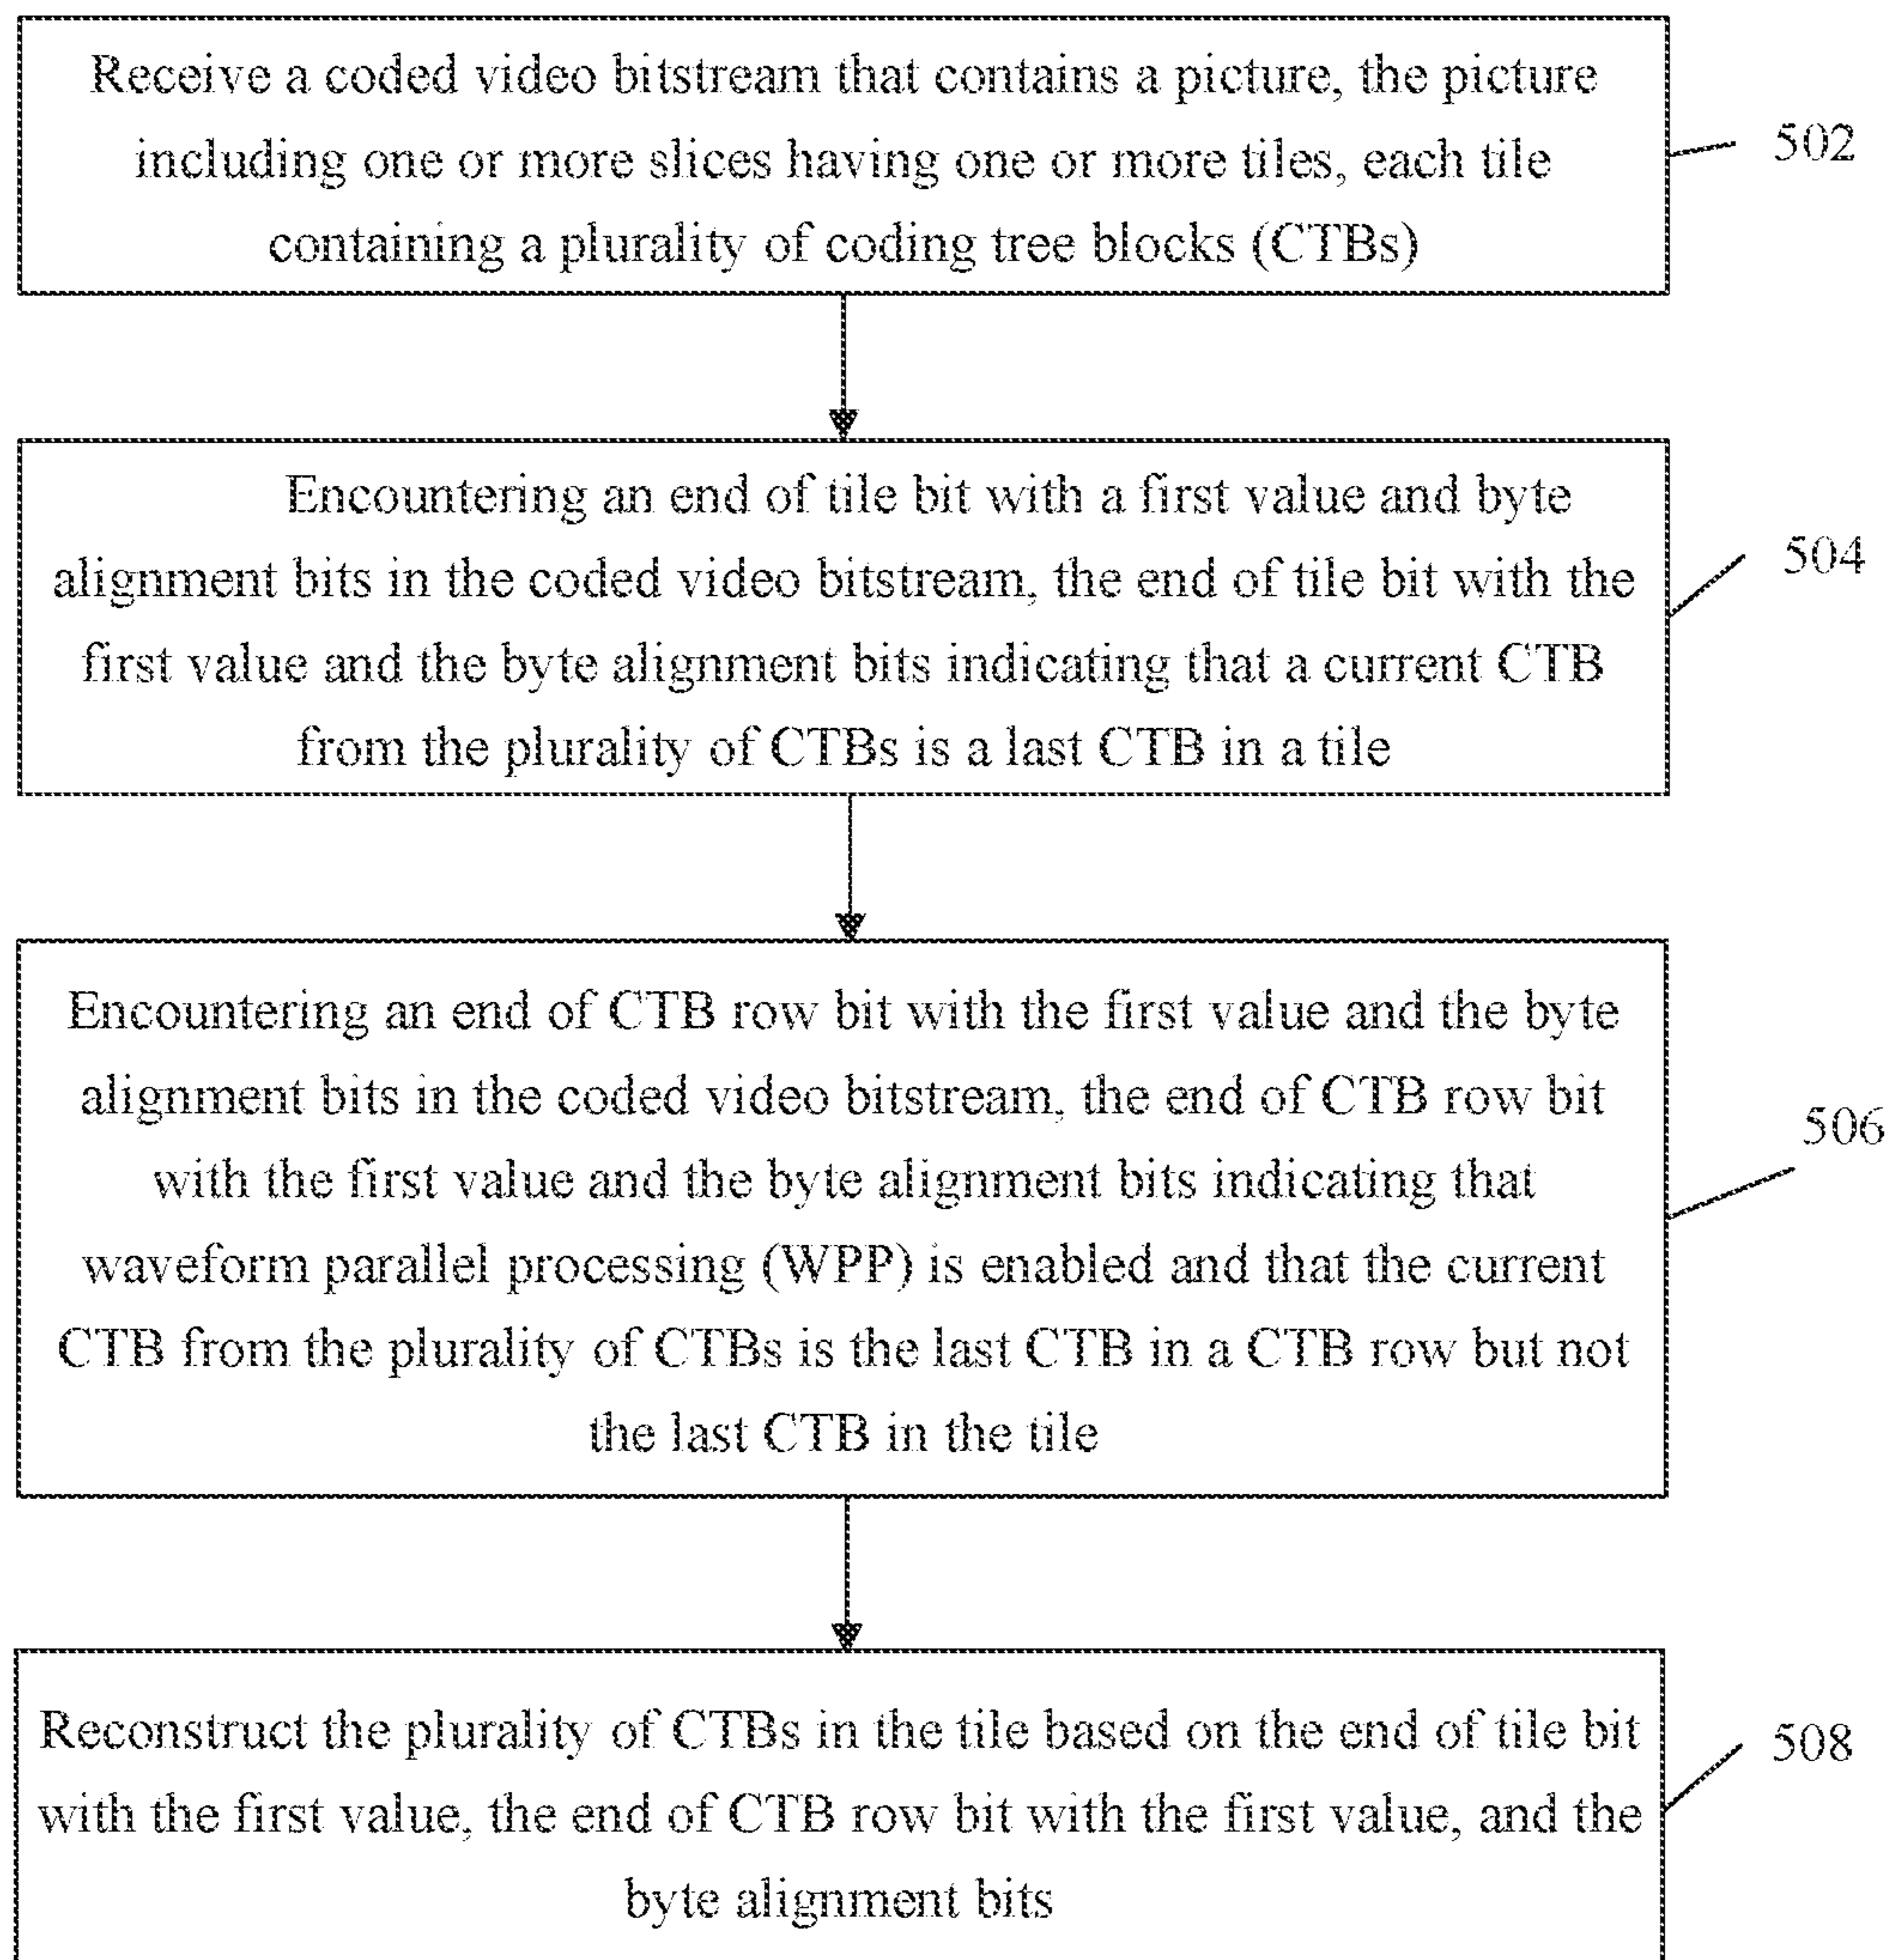 Receive a coded video bitstream that contains a picture, the picture
including one or more slices having one or more tiles, each tile
containing a plurality of coding tree blocks (CTBs)
502
Encountering an end of tile bit with a first value and byte
alignment bits in the coded video bitstream, the end of tile bit with the
first value and the byte alignment bits indicating that a current CTB
from the plurality of CTBs is a last CTB in a tile
504
Encountering an end of CTB row bit with the first value and the byte
alignment bits in the coded video bitstream, the end of CTB row bit
with the first value and the byte alignment bits indicating that
waveform parallel processing (WPP) is enabled and that the current
CTB from the plurality of CTBs is the last CTB in a CTB row but not
the last CTB in the tile
506
Reconstruct the plurality of CTBs in the tile based on the end of tile bit
with the first value, the end of CTB row bit with the first value, and the
byte alignment bits
508